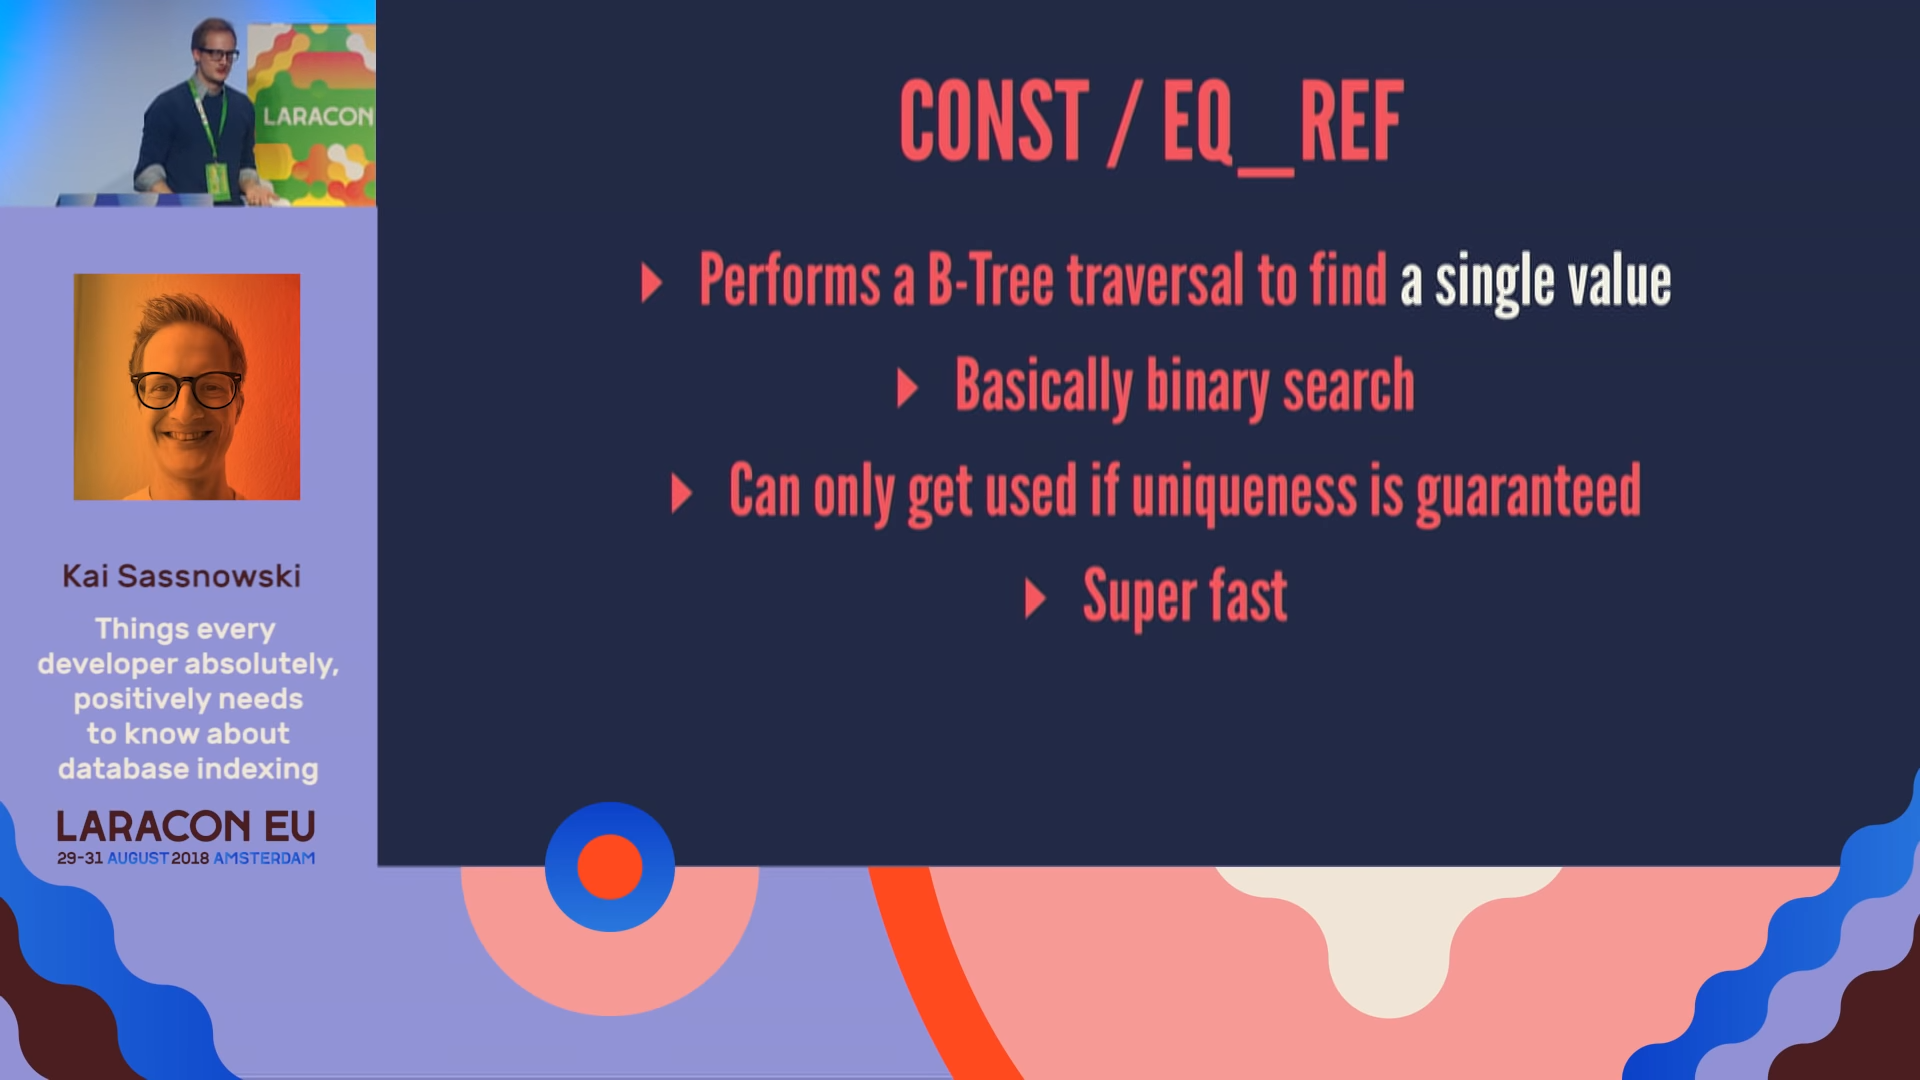 LARACON
Kai Sassnowski
Things every
developer absolutely,
positively needs
to know about
database indexing
LARACON EU
29-31 AUGUST 2018 AMSTERDAM
CONST / EQ_REF
Performs a B-Tree traversal to find a single value
Basically binary search
Can only get used if uniqueness is guaranteed
Super fast